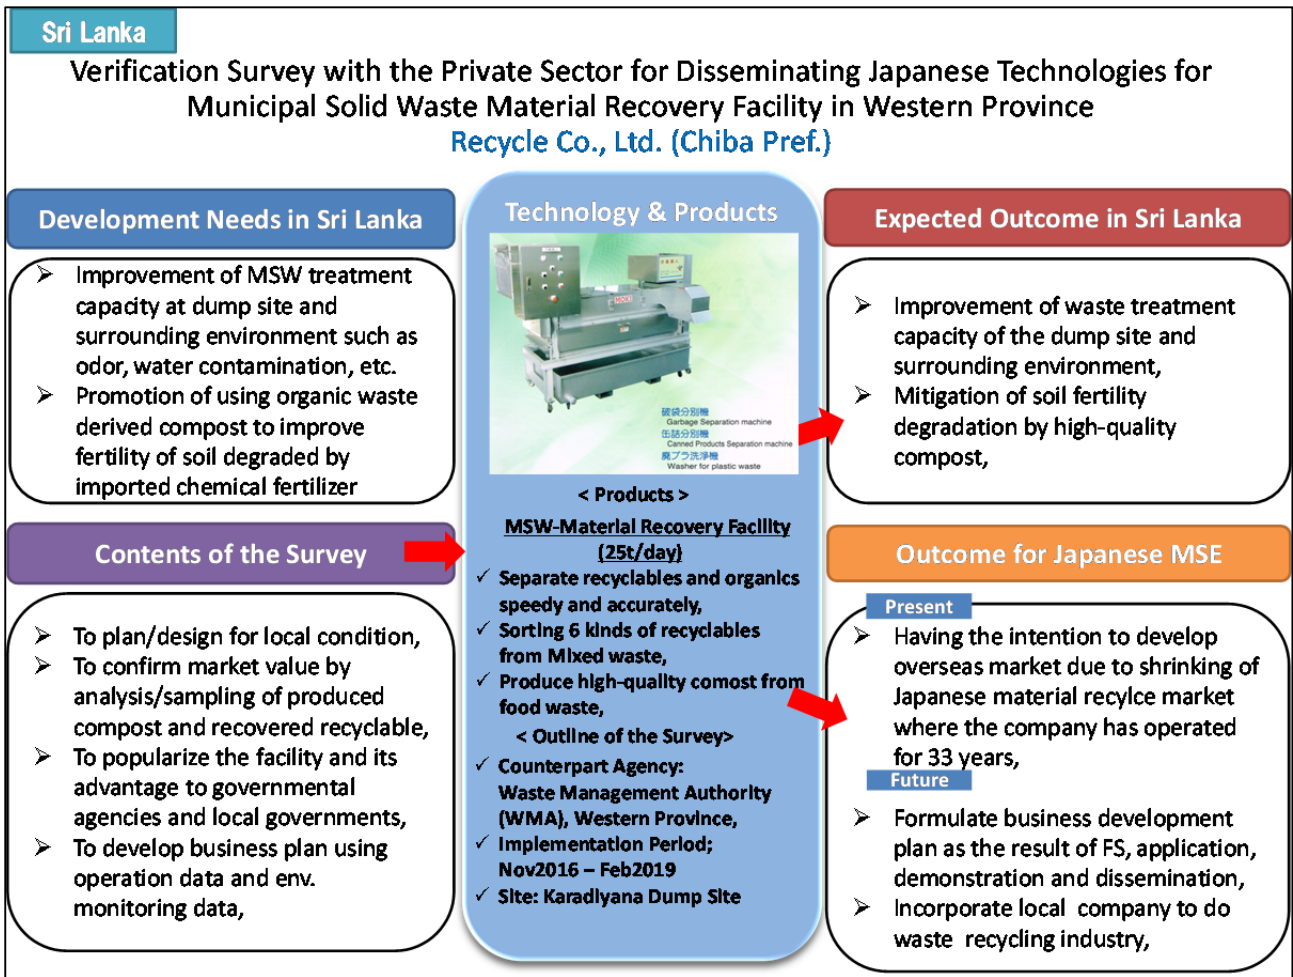 Sri Lanka
Verification Survey with the Private Sector for Disseminating Japanese Technologies for
Municipal Solid Waste Material Recovery Facility in Western Province
Recycle Co., Ltd. (Chiba Pref.)
Development Needs in Sri Lanka
➢ Improvement of MSW treatment
capacity at dump site and
surrounding environment such as
odor, water contamination, etc.
➢ Promotion of using organic waste
derived compost to improve
fertility of soil degraded by
imported chemical fertilizer
Contents of the Survey
➢ To plan/design for local condition,
➢ To confirm market value by
analysis/sampling of produced
compost and recovered recyclable,
➢ To popularize the facility and its
advantage to governmental
agencies and local governments,
➢ To develop business plan using
operation data and env.
monitoring data,
Technology & Products
MORI
破袋分別機
Garbage Separation machine
缶詰分別機
Canned Products Separation machine
廃プラ洗浄機
Washer for plastic waste
< Products >
MSW-Material Recovery Facility
(25t/day)
✓ Separate recyclables and organics
speedy and accurately,
✓ Sorting 6 kinds of recyclables
from Mixed waste,
✓ Produce high-quality comost from
food waste,
< Outline of the Survey>
✓ Counterpart Agency:
Waste Management Authority
(WMA), Western Province,
✓ Implementation Period;
Nov2016 – Feb2019
✓ Site: Karadiyana Dump Site
Expected Outcome in Sri Lanka
➢ Improvement of waste treatment
capacity of the dump site and
surrounding environment,
➢ Mitigation of soil fertility
degradation by high-quality
compost,
Outcome for Japanese MSE
Present
➢ Having the intention to develop
overseas market due to shrinking of
Japanese material recylce market
where the company has operated
for 33 years,
Future
➢ Formulate business development
plan as the result of FS, application,
demonstration and dissemination,
➢ Incorporate local company to do
waste recycling industry,